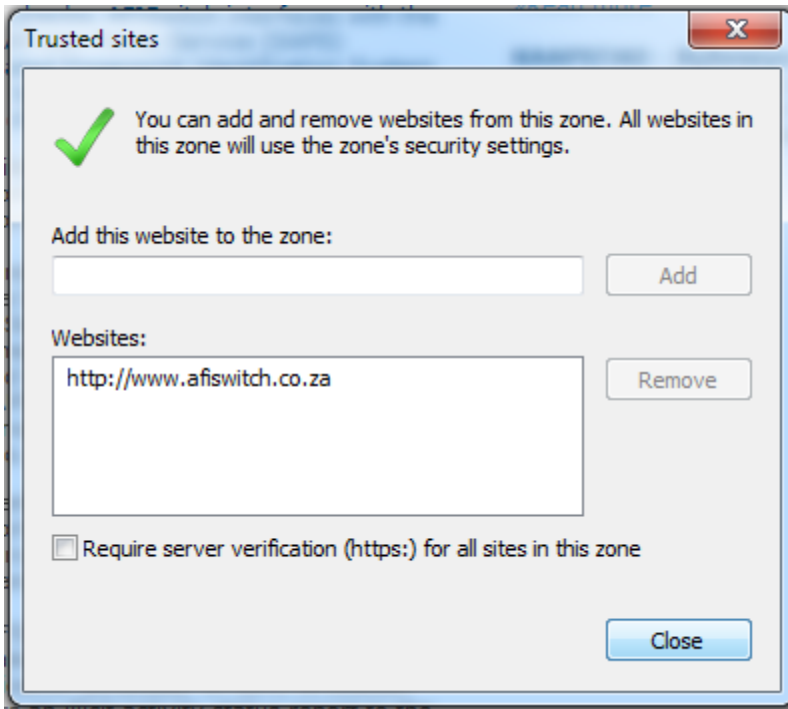 Trusted sites
You can add and remove websites from this zone. All websites in
this zone will use the zone's security settings.
Add this website to the zone:
Add
Websites:
http://www.afiswitch.co.za
Remove
Require server verification (https:) for all sites in this zone
Close